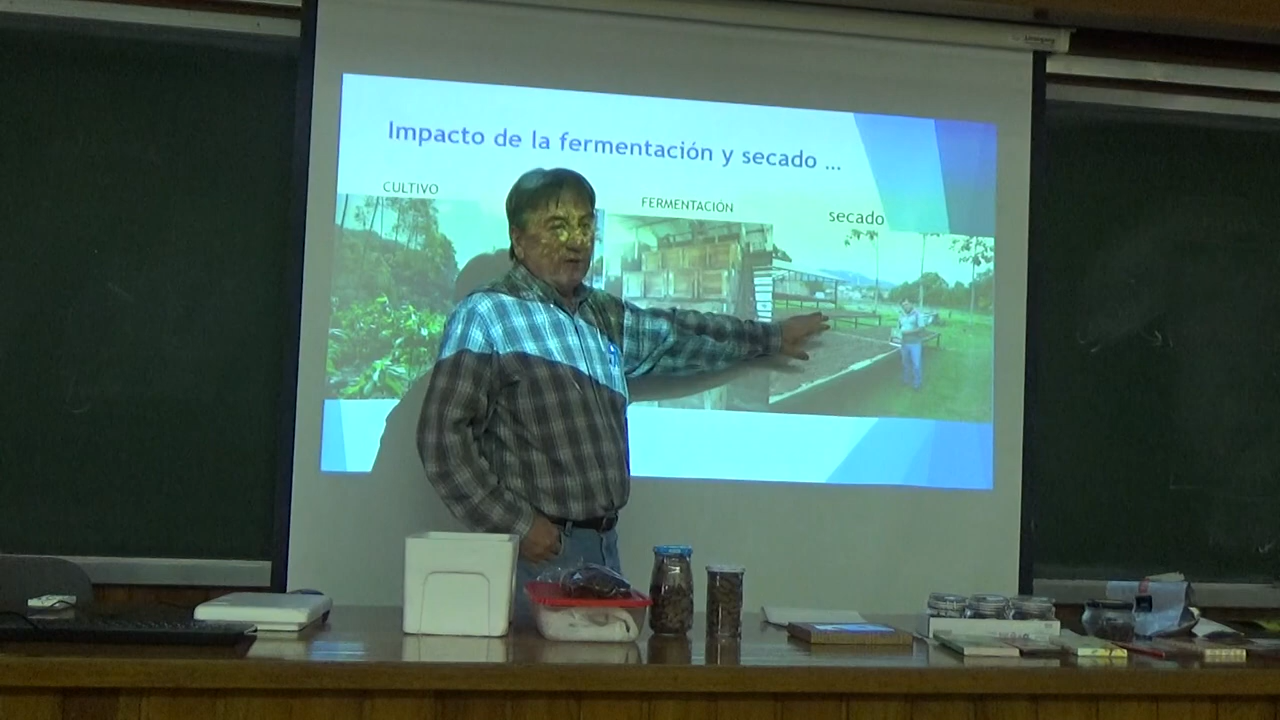 Impacto de la fermentación y secado ...
CULTIVO
FERMENTACIÓN
secado